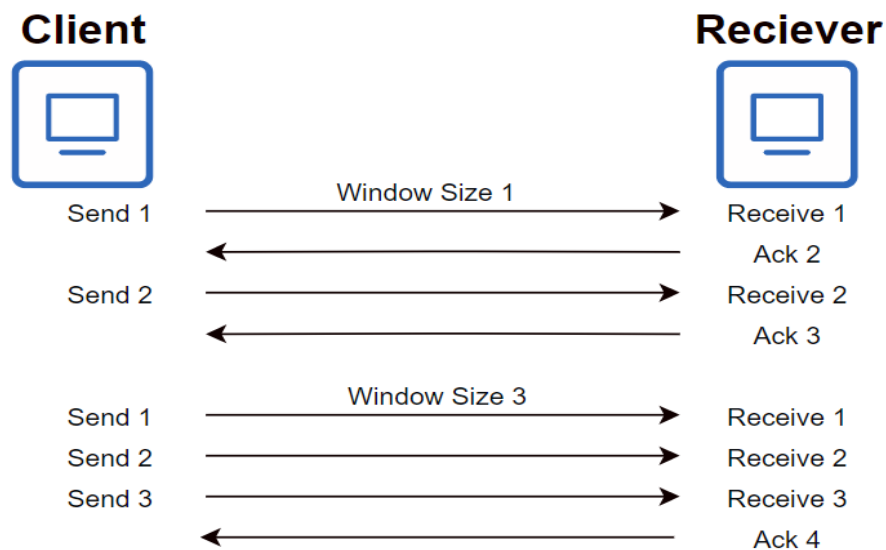 Client Reciever
Window Size 1
Send 1 Receive 1
Ack 2
Send 2 Receive 2
Ack 3
Window Size 3
Send 1 Receive 1
Send 2 Receive 2
Send 3 Receive 3
Ack 4